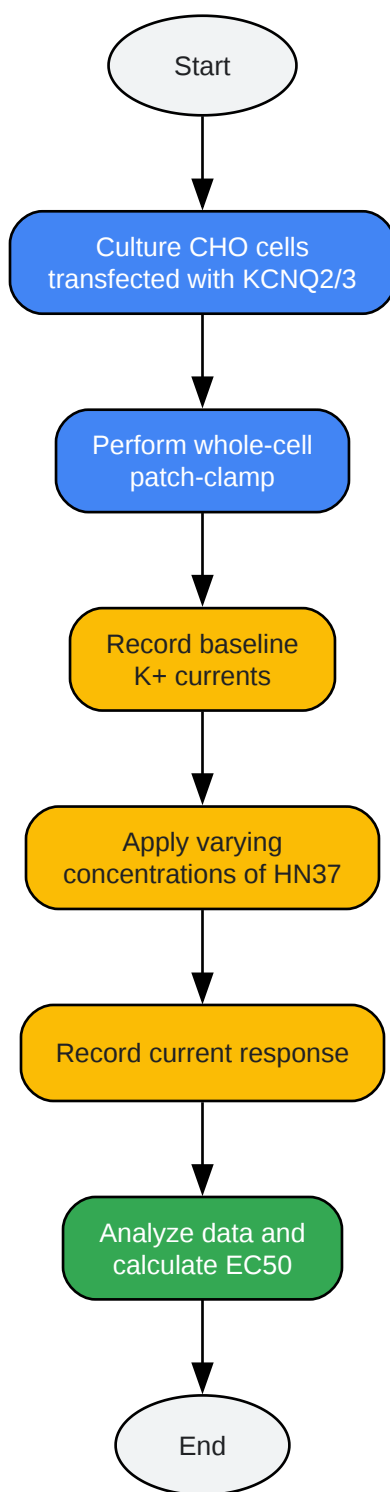 Start
Culture CHO cells
transfected with KCNQ2/3
Perform whole-cell
patch-clamp
Record baseline
K+ currents
Apply varying
concentrations of HN37
Record current response
Analyze data and
calculate EC50
End